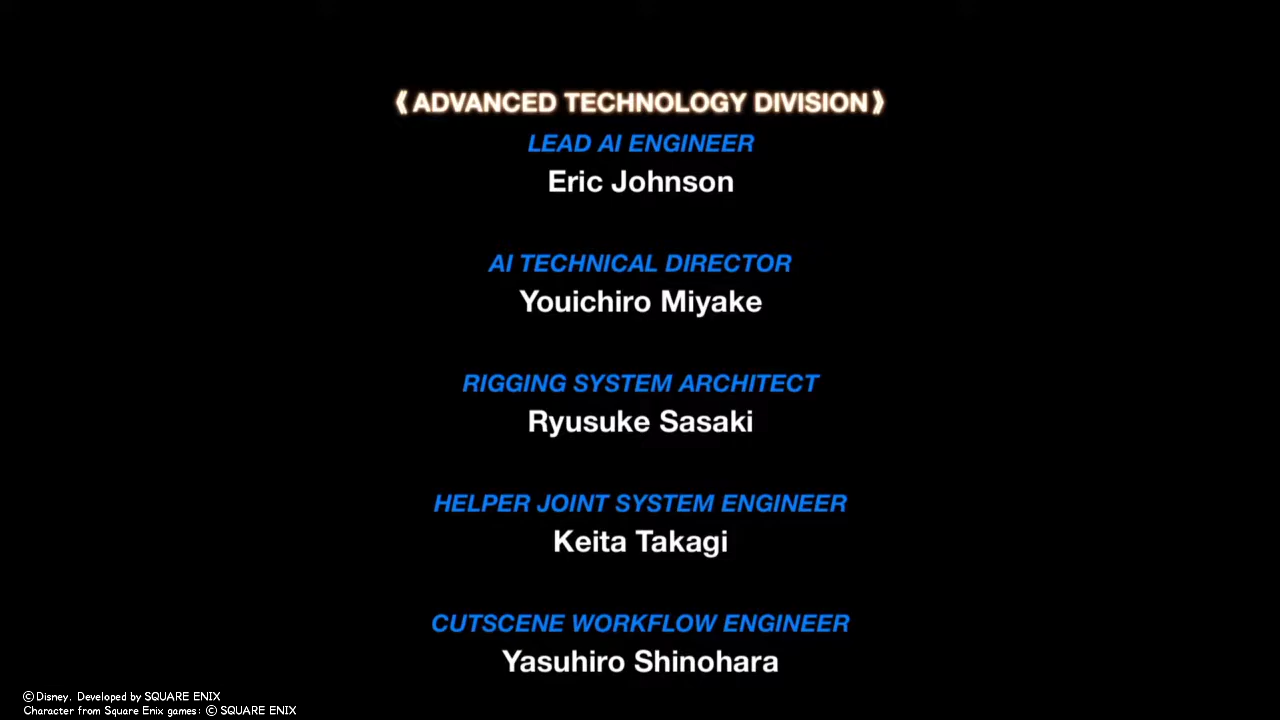 《ADVANCED TECHNOLOGY DIVISION》
LEAD AI ENGINEER
Eric Johnson
AI TECHNICAL DIRECTOR
Youichiro Miyake
RIGGING SYSTEM ARCHITECT
Ryusuke Sasaki
HELPER JOINT SYSTEM ENGINEER
Keita Takagi
CUTSCENE WORKFLOW ENGINEER
Yasuhiro Shinohara
©Disney. Developed by SQUARE ENIX
Character from Square Enix games: © SQUARE ENIX